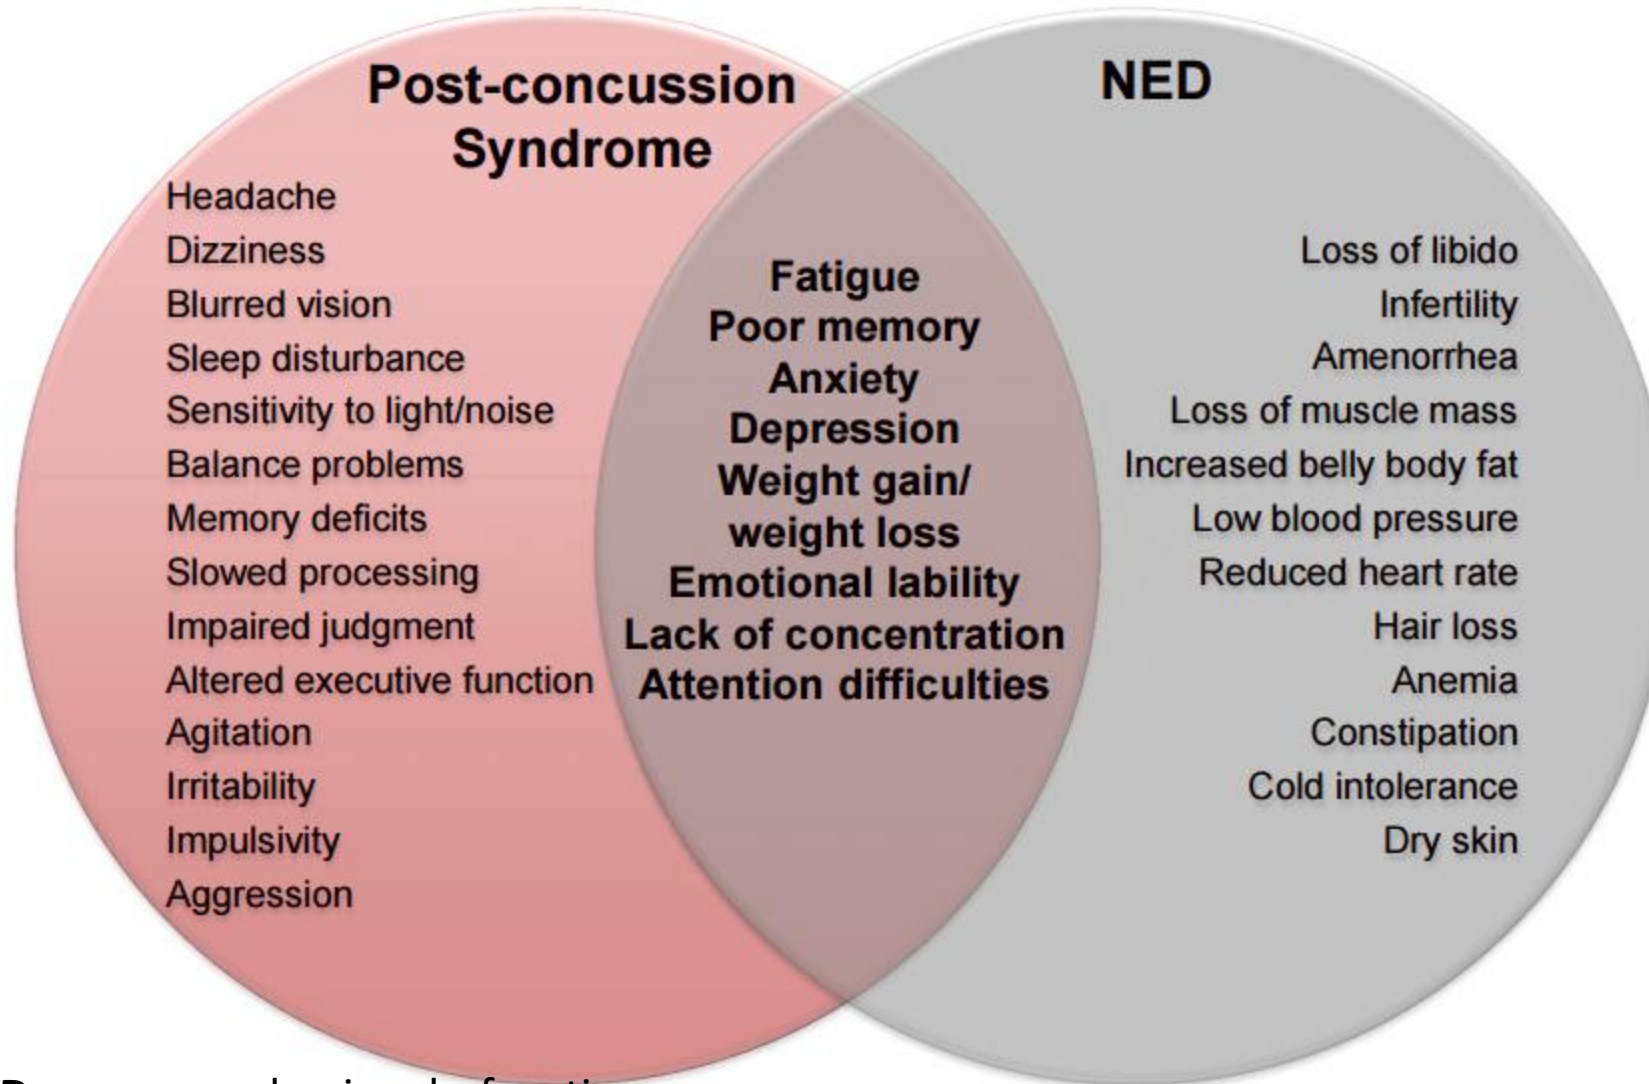 Post-concussion
Syndrome
Headache
Dizziness
Blurred vision
Sleep disturbance
Sensitivity to light/noise
Balance problems
Memory deficits
Slowed processing
Impaired judgment
Altered executive function
Agitation
Irritability
Impulsivity
Aggression
Fatigue
Poor memory
Anxiety
Depression
Weight gain/
weight loss
Emotional lability
Lack of concentration
Attention difficulties
NED
Loss of libido
Infertility
Amenorrhea
Loss of muscle mass
Increased belly body fat
Low blood pressure
Reduced heart rate
Hair loss
Anemia
Constipation
Cold intolerance
Dry skin